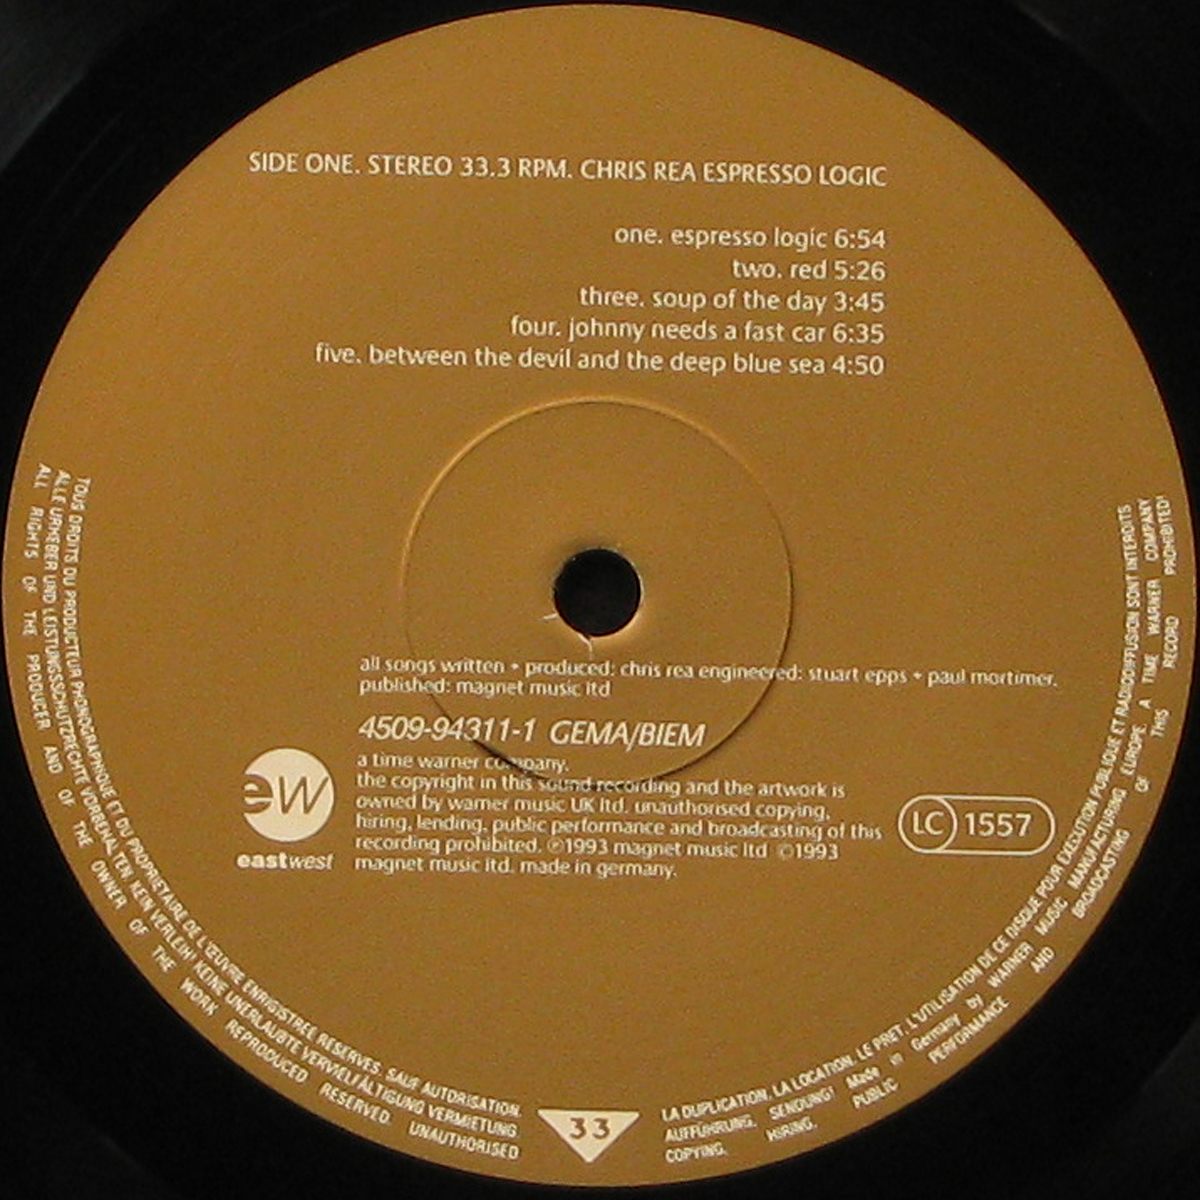 SIDE ONE. STEREO 33.3 RPM. CHRIS REA ESPRESSO LOGIC
one. espresso logic 6:54
two. red 5:26
three. soup of the day 3:45
four. johnny needs a fast car 6:35
five. between the devil and the deep blue sea 4:50
all songs written + produced: chris rea engineered: stuart epps + paul mortimer.
published: magnet music ltd
4509-94311-1 GEMA/BIEM
a time warner company.
the copyright in this sound recording and the artwork is
owned by warner music UK ltd. unauthorised copying,
hiring, lending, public performance and broadcasting of this
recording prohibited. ℗1993 magnet music ltd ©1993
magnet music ltd. made in germany.
ew
eastwest
LC 1557
TOUS DROITS DU PRODUCTEUR PHONOGRAPHIQUE ET DU PROPRIETAIRE DE L'ŒUVRE ENRIGISTREE RESERVES. SAUF AUTORISATION.
LA DUPLICATION, LA LOCATION, LE PRET, L'UTILISATION DE CE DISQUE POUR EXECUTION PUBLIQUE ET RADIODIFFUSION SONT INTERDITS
ALLE URHEBER UND LEISTUNGSSCHUTZRECHTE VORBEHALTEN KEIN VERLEIH! KEINE UNERLAUBTE VERVIELFÄLTIGUNG VERMIETUNG.
AUFFÜHRUNG. SENDUNG! Made in Germany by WARNER MUSIC MANUFACTURING EUROPE. A TIME WARNER COMPANY
ALL RIGHTS OF THE PRODUCER AND OF THE OWNER OF THE WORK REPRODUCED RESERVED. UNAUTHORISED
COPYING, HIRING, PUBLIC PERFORMANCE AND BROADCASTING OF THIS RECORD PROHIBITED!
33